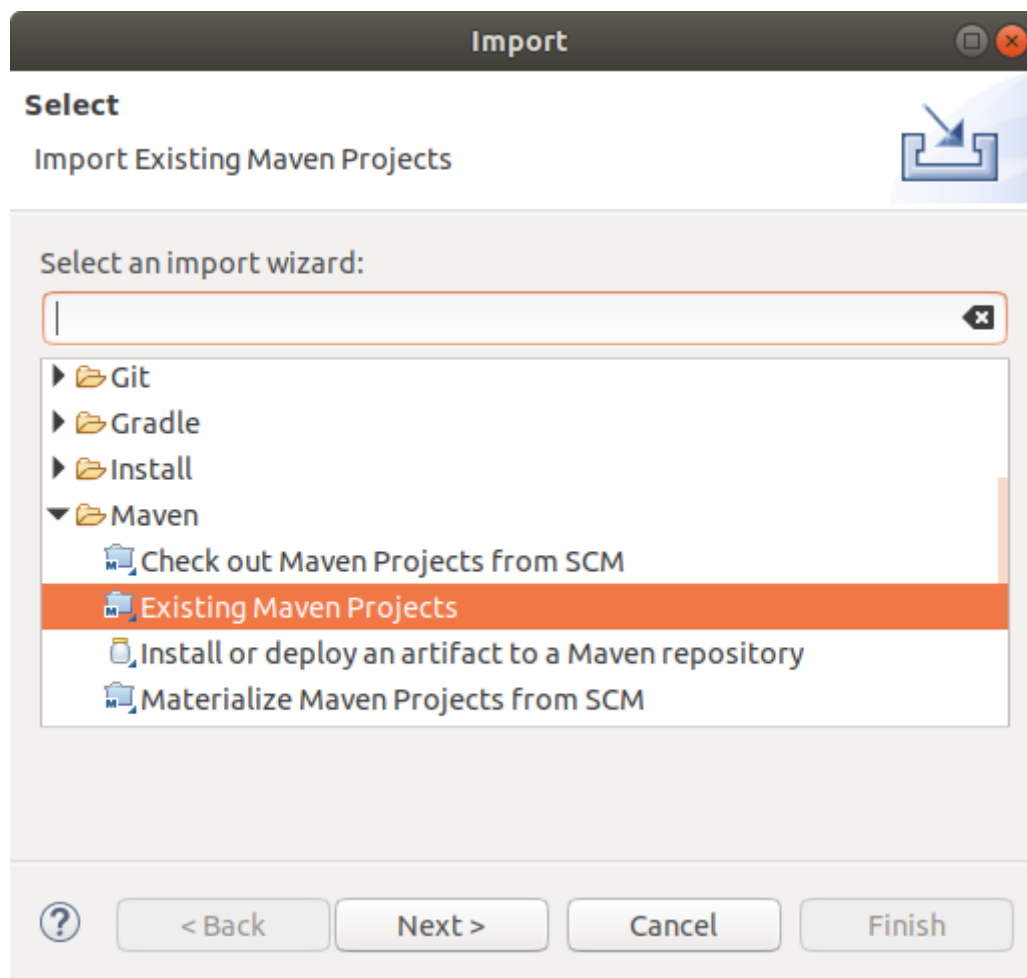 Import
Select
Import Existing Maven Projects
Select an import wizard:
Git
Gradle
Install
Maven
Check out Maven Projects from SCM
Existing Maven Projects
Install or deploy an artifact to a Maven repository
Materialize Maven Projects from SCM
? < Back Next > Cancel Finish